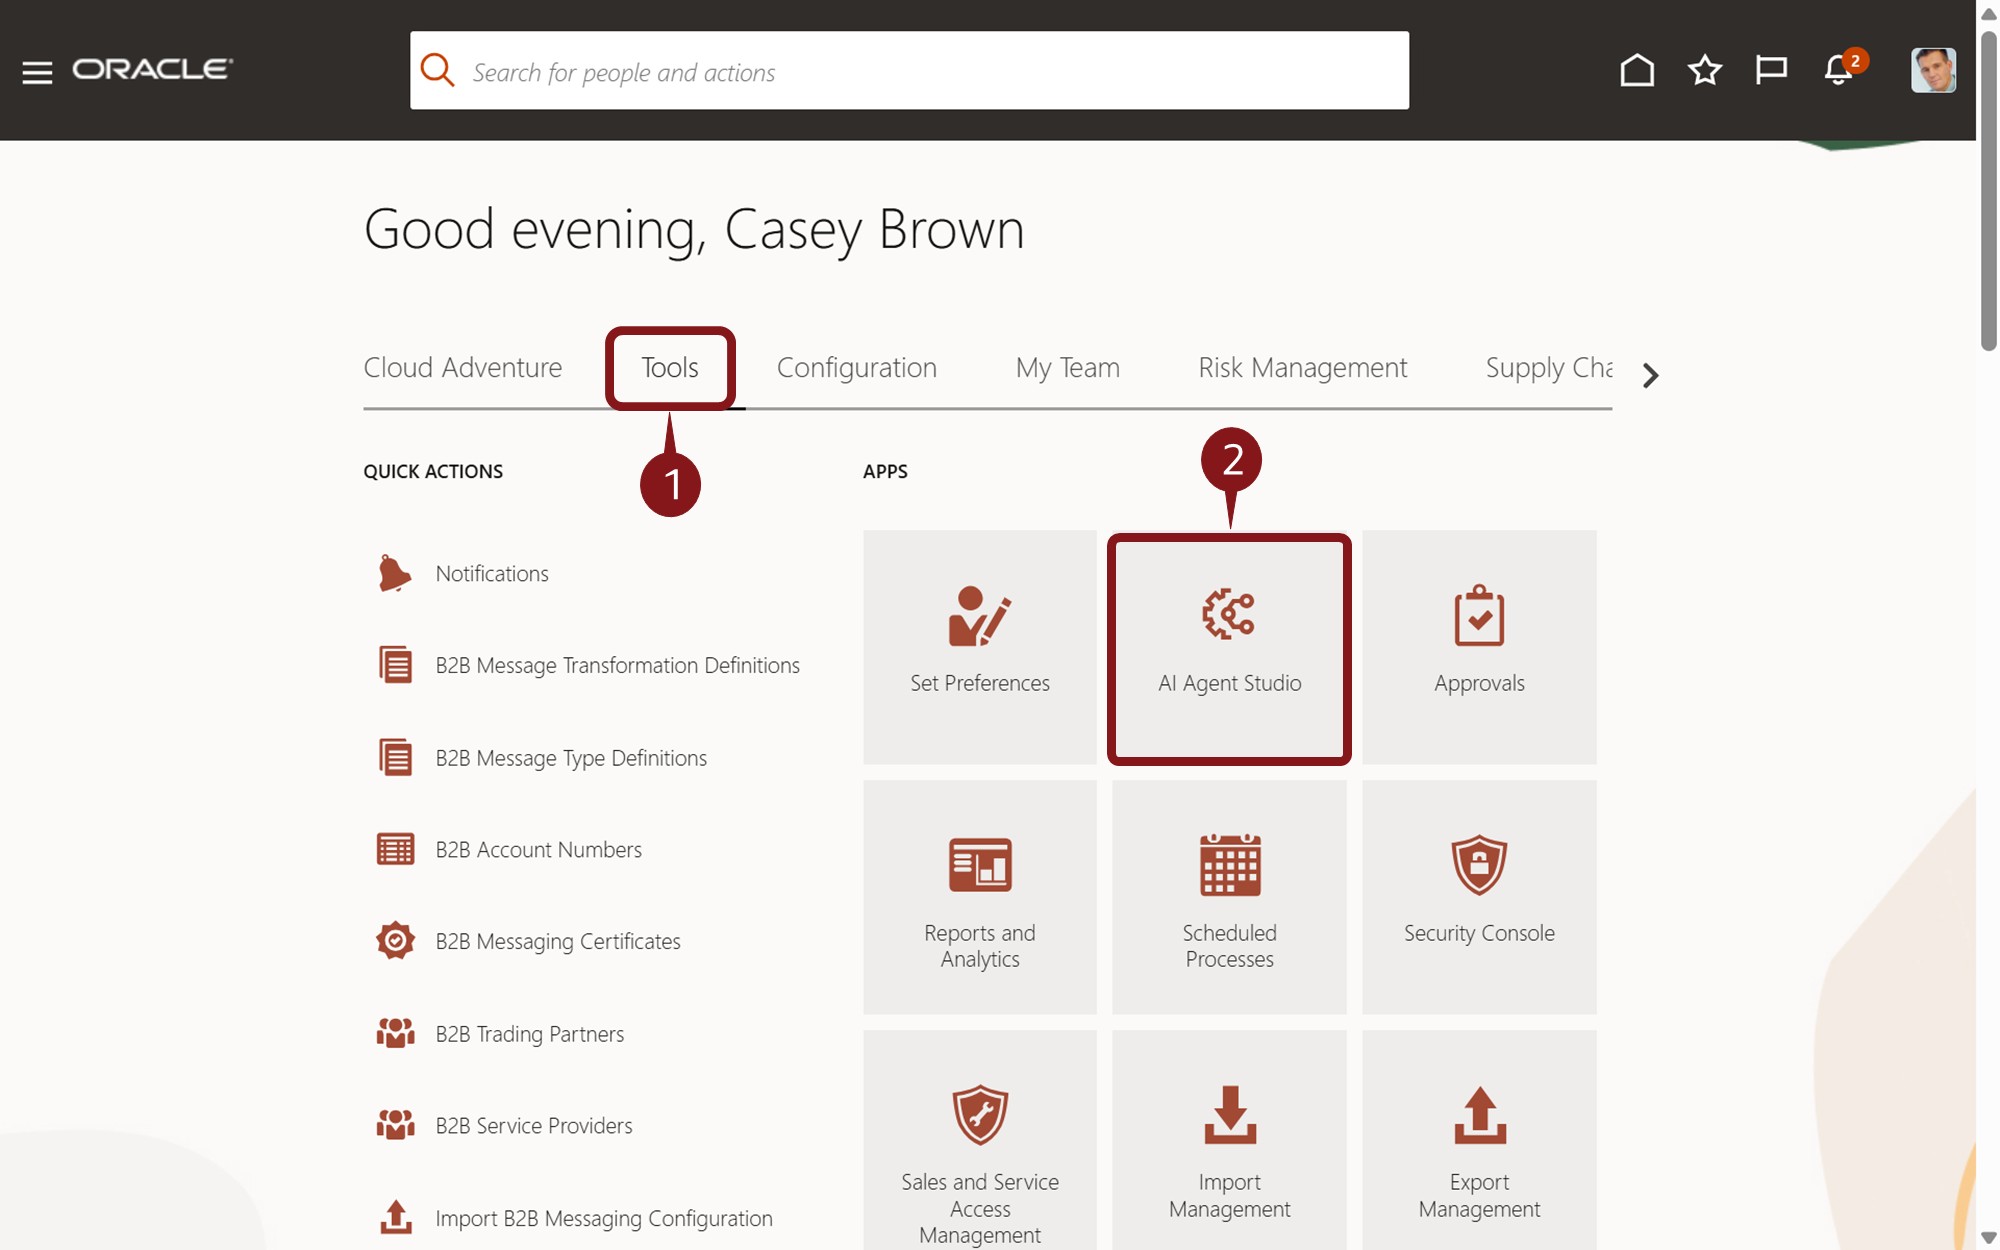 ORACLE
Search for people and actions
2
Good evening, Casey Brown
Cloud Adventure
Tools
Configuration
My Team
Risk Management
Supply Cha
1
2
QUICK ACTIONS
Notifications
B2B Message Transformation Definitions
B2B Message Type Definitions
B2B Account Numbers
B2B Messaging Certificates
B2B Trading Partners
B2B Service Providers
Import B2B Messaging Configuration
APPS
Set Preferences
AI Agent Studio
Approvals
Reports and
Analytics
Scheduled
Processes
Security Console
Sales and Service
Access
Management
Import
Management
Export
Management